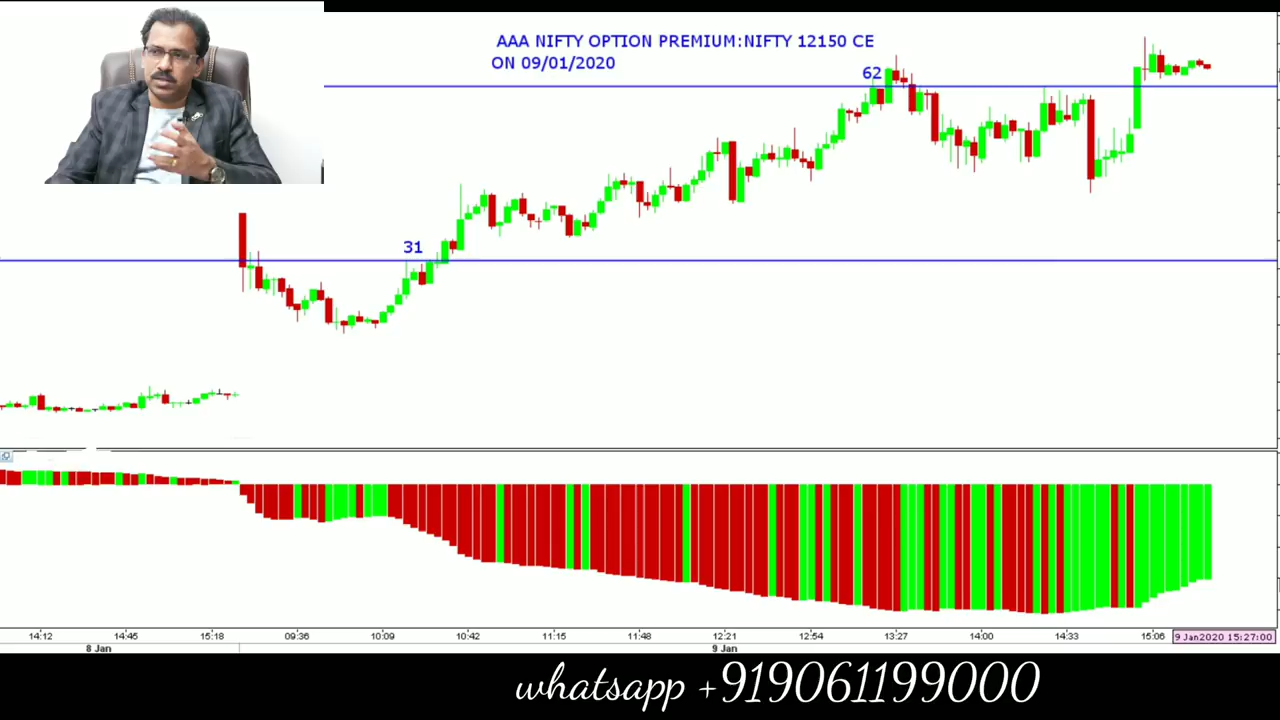 AAA NIFTY OPTION PREMIUM:NIFTY 12150 CE
ON 09/01/2020
62
31
14:12 14:45 15:18 09:36 10:09 10:42 11:15 11:48 12:21 12:54 13:27 14:00 14:33 15:06 9 Jan2020 15:27:00
8 Jan 9 Jan
whatsapp +919061199000